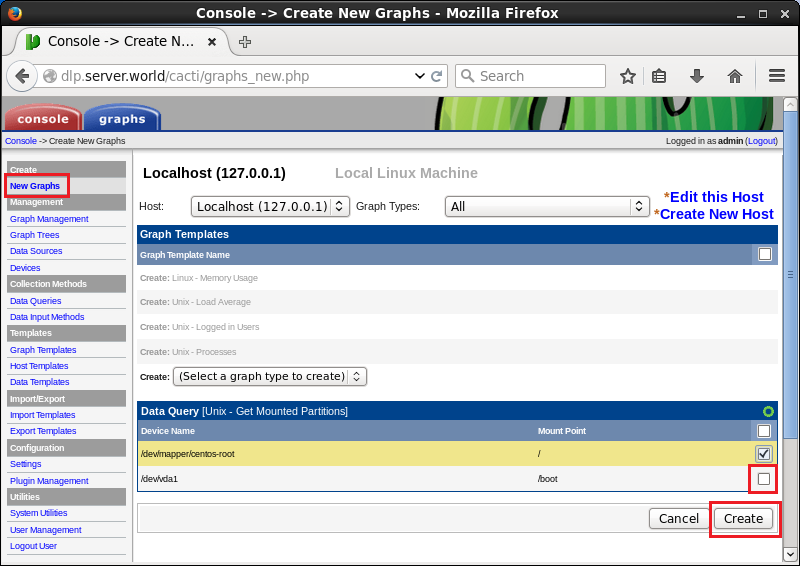 Console -> Create New Graphs - Mozilla Firefox
Console -> Create N...
dlp.server.world/cacti/graphs_new.php
Search
console
graphs
Console -> Create New Graphs
Logged in as admin (Logout)
Create
New Graphs
Management
Graph Management
Graph Trees
Data Sources
Devices
Collection Methods
Data Queries
Data Input Methods
Templates
Graph Templates
Host Templates
Data Templates
Import/Export
Import Templates
Export Templates
Configuration
Settings
Plugin Management
Utilities
System Utilities
User Management
Logout User
Localhost (127.0.0.1) Local Linux Machine
Host: Localhost (127.0.0.1) Graph Types: All
*Edit this Host
*Create New Host
Graph Templates
Graph Template Name
Create: Linux - Memory Usage
Create: Unix - Load Average
Create: Unix - Logged in Users
Create: Unix - Processes
Create: (Select a graph type to create)
Data Query [Unix - Get Mounted Partitions]
Device Name Mount Point
/dev/mapper/centos-root /
/dev/vda1 /boot
Cancel Create